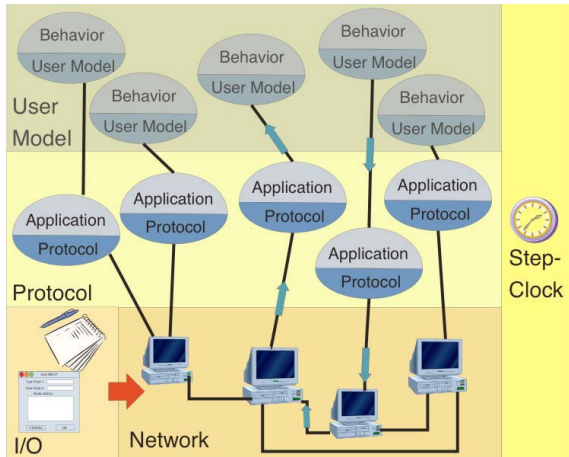 Behavior
User Model
Behavior
User Model
Behavior
User Model
Behavior
User Model
Behavior
User Model
User
Model
Application
Protocol
Application
Protocol
Application
Protocol
Application
Protocol
Application
Protocol
Protocol
Step-
Clock
CANCEL
OK
I/O
Network